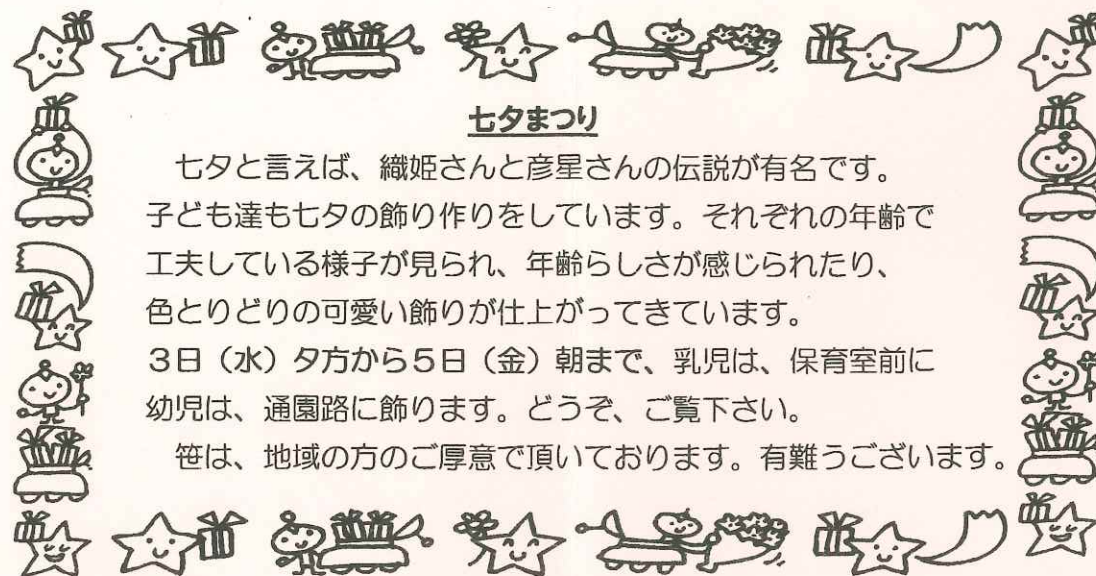 七夕まつり
七夕と言えば、織姫さんと彦星さんの伝説が有名です。
子ども達も七夕の飾り作りをしています。それぞれの年齢で
工夫している様子が見られ、年齢らしさが感じられたり、
色とりどりの可愛い飾りが仕上がってきています。
３日（水）夕方から５日（金）朝まで、乳児は、保育室前に
幼児は、通園路に飾ります。どうぞ、ご覧下さい。
笹は、地域の方のご厚意で頂いております。有難うございます。